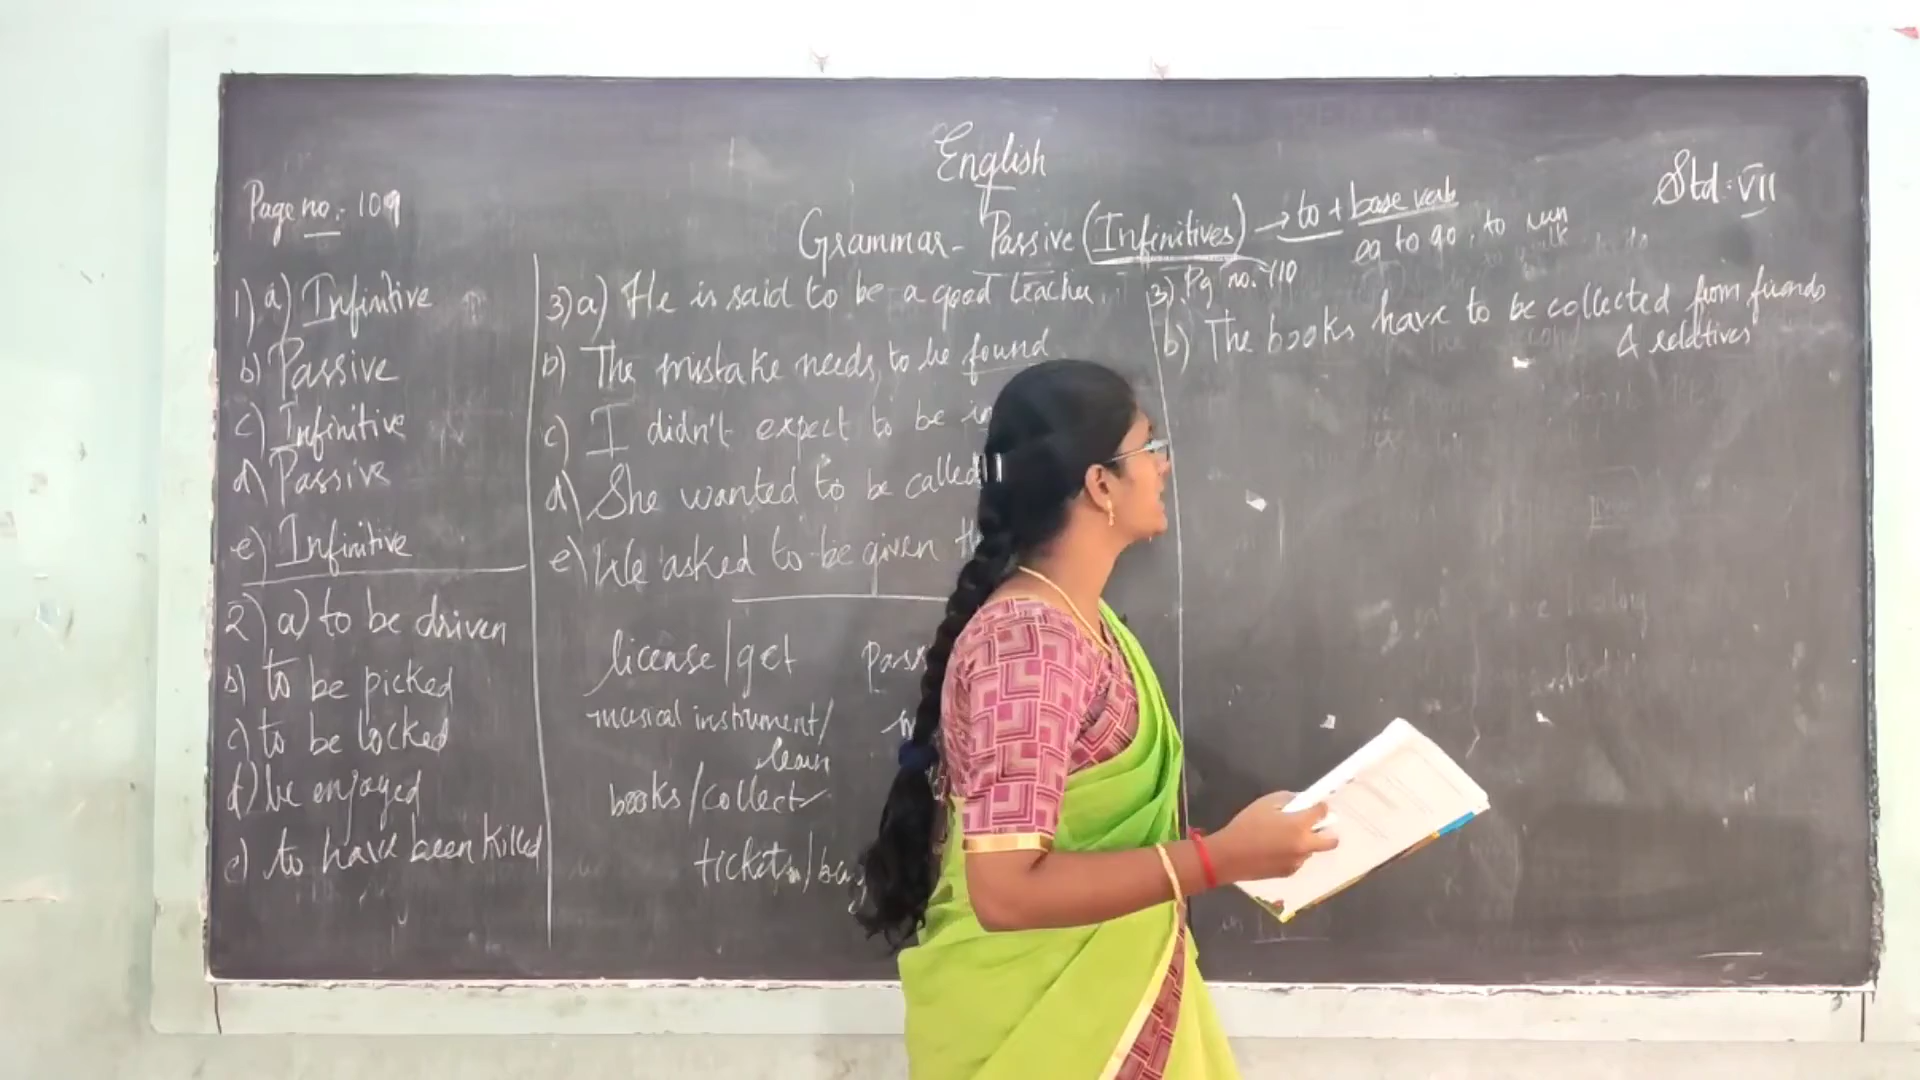 English
Std: VII
Page no:- 109
Grammar- Passive (Infinitives) → to + base verb
eg to go, to run
1) a) Infinitive
b) Passive
c) Infinitive
d) Passive
e) Infinitive
2) a) to be driven
b) to be picked
c) to be locked
d) be enjoyed
e) to have been killed
3) a) He is said to be a good teacher
b) The mistake needs to be found
c) I didn't expect to be
d) She wanted to be called
e) We asked to be given
license/get
musical instrument/
learn
books/collect
tickets/
3) Pg no. 110
b) The books have to be collected from friends
& relatives